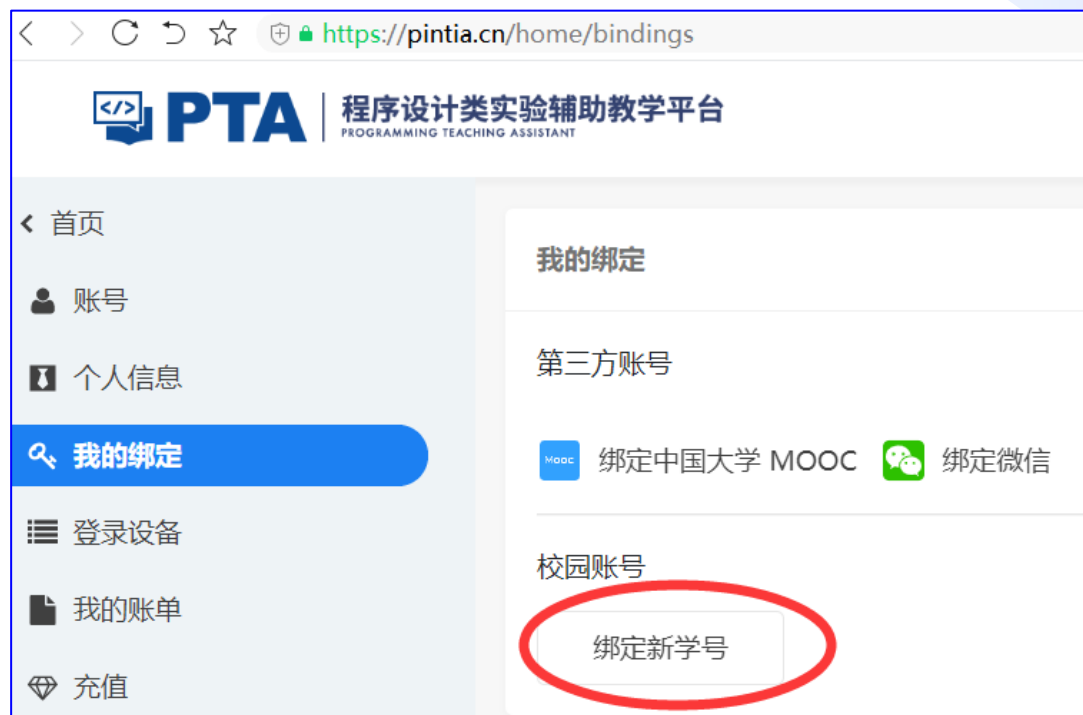 https://pintia.cn/home/bindings
PTA
程序设计类实验辅助教学平台
PROGRAMMING TEACHING ASSISTANT
首页
账号
个人信息
我的绑定
登录设备
我的账单
充值
我的绑定
第三方账号
Mooc 绑定中国大学 MOOC 绑定微信
校园账号
绑定新学号